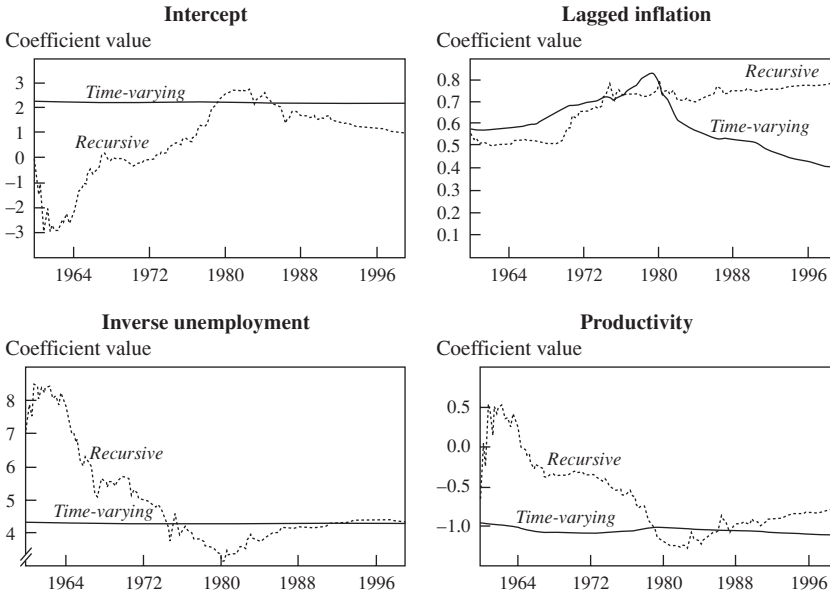 Intercept
Coefficient value
3
2
1
0
–1
–2
–3
Time-varying
Recursive
1964 1972 1980 1988 1996
Lagged inflation
Coefficient value
0.8
0.7
0.6
0.5
0.4
0.3
0.2
0.1
Recursive
Time-varying
1964 1972 1980 1988 1996
Inverse unemployment
Coefficient value
8
7
6
5
4
Recursive
Time-varying
1964 1972 1980 1988 1996
Productivity
Coefficient value
0.5
0.0
–0.5
–1.0
Recursive
Time-varying
1964 1972 1980 1988 1996